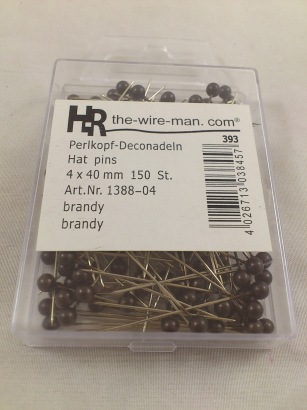 HR the-wire-man. com®
Perlkopf-Deconadeln
393
Hat pins
4 x 40 mm 150 St.
Art.Nr. 1388-04
brandy
brandy
4 026713 038457